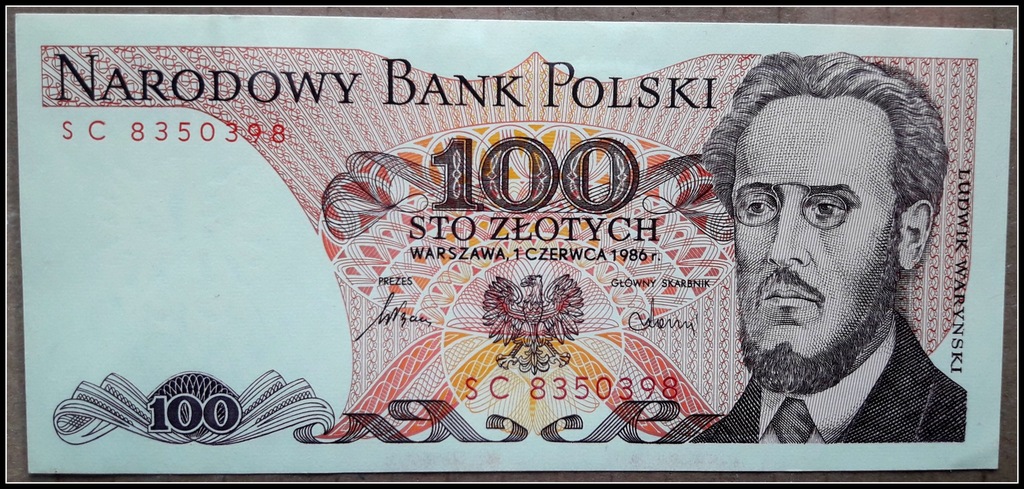 NARODOWY BANK POLSKI
SC 8350398
100
STO ZŁOTYCH
WARSZAWA, 1 CZERWCA 1986 r.
PREZES
GŁÓWNY SKARBNIK
SC 8350398
100
LUDWIK WARYŃSKI